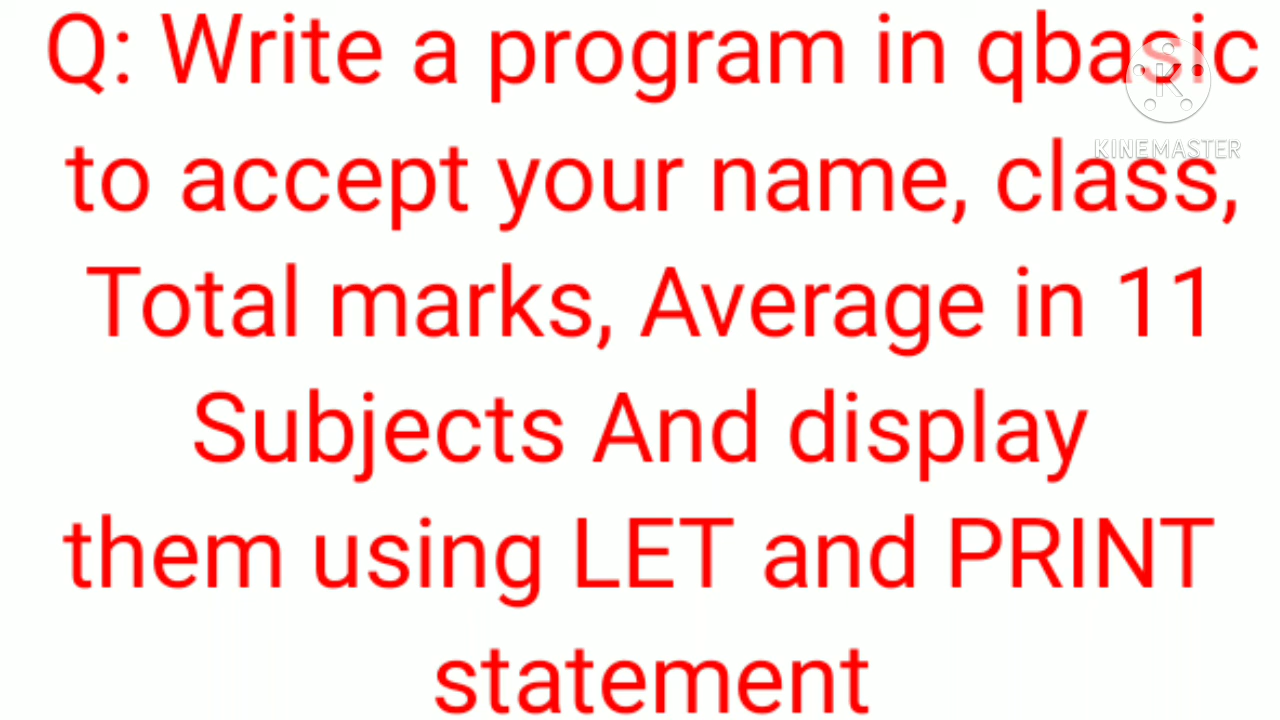 Q: Write a program in qbasic
KINEMASTER
to accept your name, class,
Total marks, Average in 11
Subjects And display
them using LET and PRINT
statement